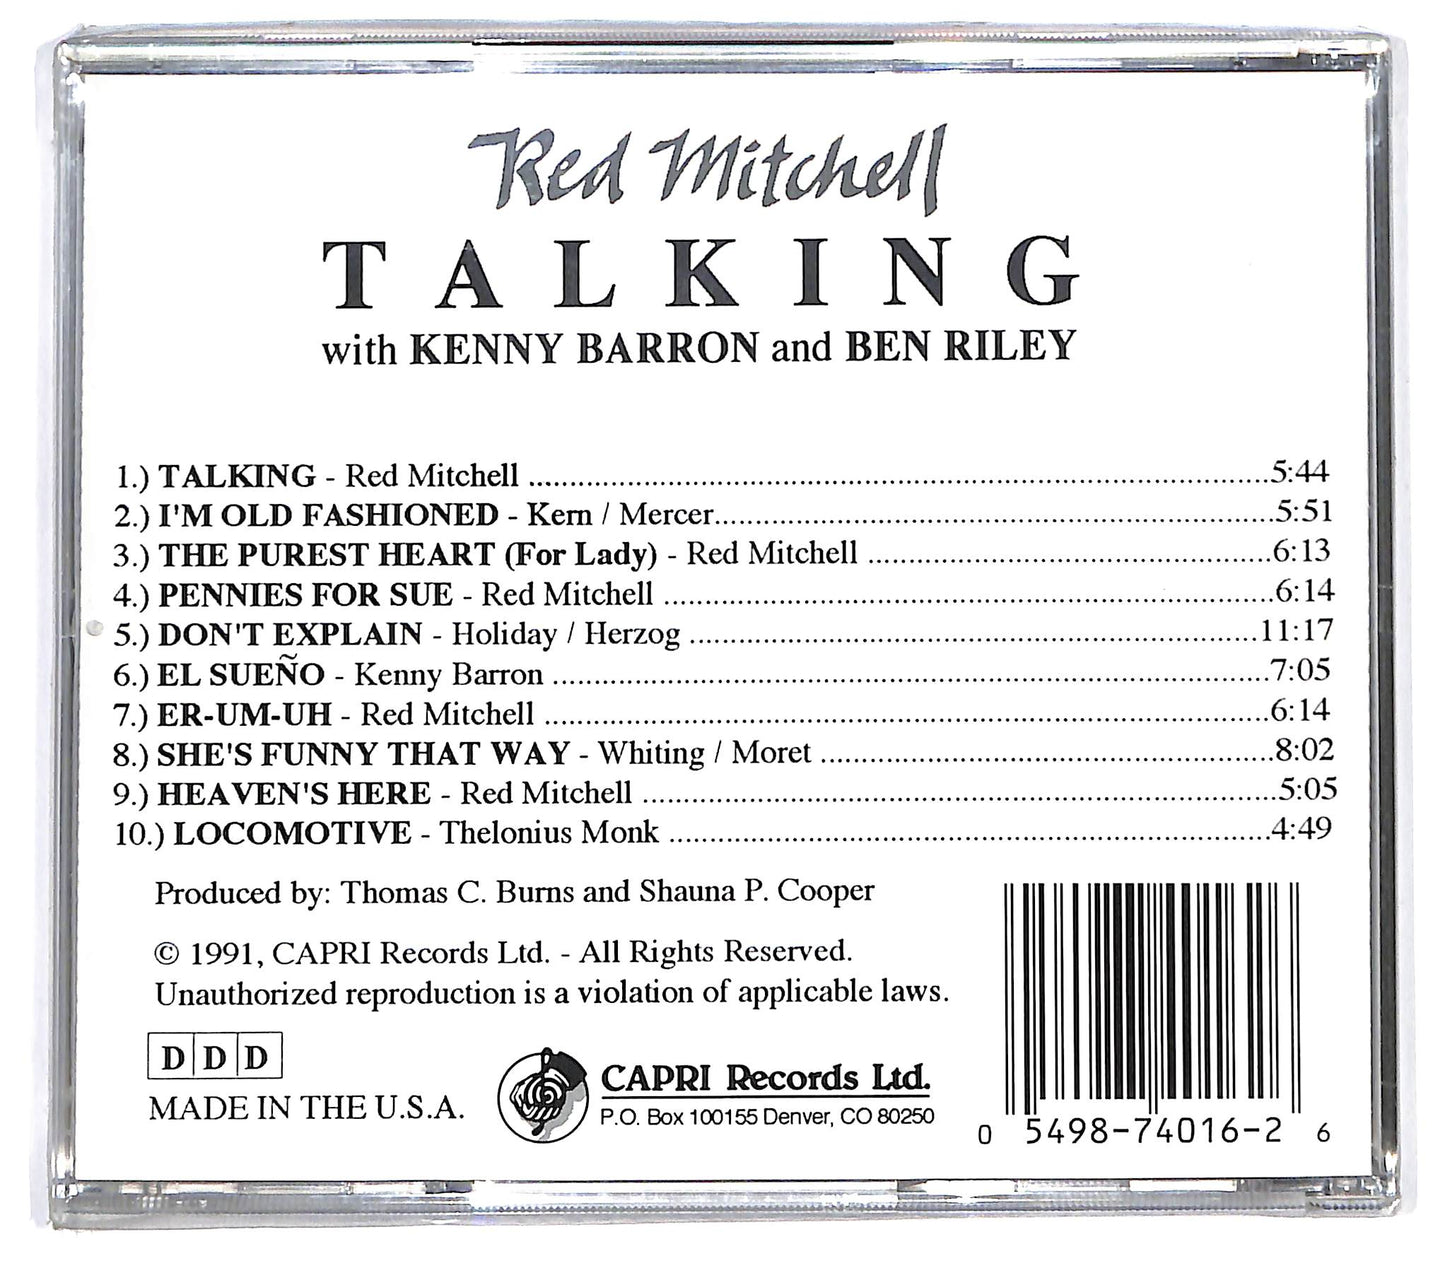 Red Mitchell
TALKING
with KENNY BARRON and BEN RILEY
1.) TALKING - Red Mitchell ........................................................................................5:44
2.) I'M OLD FASHIONED - Kern / Mercer.................................................................5:51
3.) THE PUREST HEART (For Lady) - Red Mitchell ................................................6:13
4.) PENNIES FOR SUE - Red Mitchell .......................................................................6:14
5.) DON'T EXPLAIN - Holiday / Herzog ...................................................................11:17
6.) EL SUEÑO - Kenny Barron ....................................................................................7:05
7.) ER-UM-UH - Red Mitchell .....................................................................................6:14
8.) SHE'S FUNNY THAT WAY - Whiting / Moret .....................................................8:02
9.) HEAVEN'S HERE - Red Mitchell ..........................................................................5:05
10.) LOCOMOTIVE - Thelonius Monk .......................................................................4:49
Produced by: Thomas C. Burns and Shauna P. Cooper
© 1991, CAPRI Records Ltd. - All Rights Reserved.
Unauthorized reproduction is a violation of applicable laws.
D D D
MADE IN THE U.S.A.
CAPRI Records Ltd.
P.O. Box 100155 Denver, CO 80250
0 5498-74016-2 6